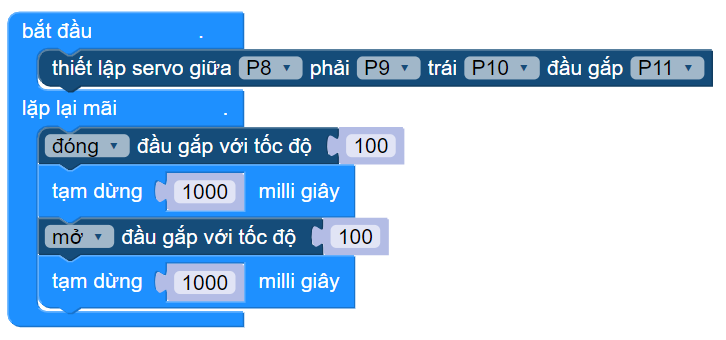 bắt đầu .
thiết lập servo giữa P8 phải P9 trái P10 đầu gắp P11
lặp lại mãi .
đóng đầu gắp với tốc độ 100
tạm dừng 1000 milli giây
mở đầu gắp với tốc độ 100
tạm dừng 1000 milli giây